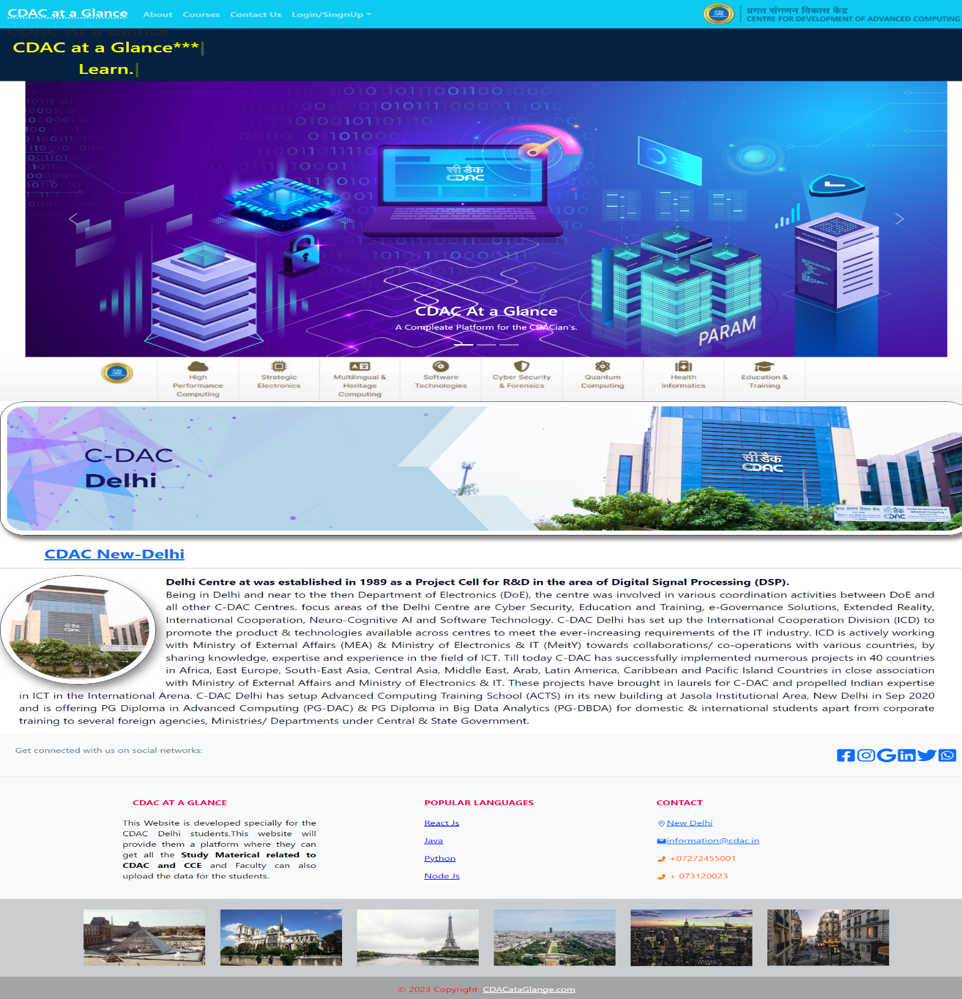 CDAC at a Glance
About Courses Contact Us Login/SingnUp
प्रगत संगणन विकास केंद्र
CENTRE FOR DEVELOPMENT OF ADVANCED COMPUTING
CDAC At a Glance
CDAC at a Glance***|
Learn.|
सी डैक
CDAC
PARAM
CDAC At a Glance
A Compleate Platform for the CDACian's.
High
Performance
Computing
Strategic
Electronics
Multilingual &
Heritage
Computing
Software
Technologies
Cyber Security
& Forensics
Quantum
Computing
Health
Informatics
Education &
Training
C-DAC
Delhi
सी डैक
CDAC
प्रगत संगणन विकास केन्द्र
सी डैक
CDAC
Centre for Development of
Advanced Computing
CDAC New-Delhi
सी डैक
CDAC
Delhi Centre at was established in 1989 as a Project Cell for R&D in the area of Digital Signal Processing (DSP).
Being in Delhi and near to the then Department of Electronics (DoE), the centre was involved in various coordination activities between DoE and
all other C-DAC Centres. focus areas of the Delhi Centre are Cyber Security, Education and Training, e-Governance Solutions, Extended Reality,
International Cooperation, Neuro-Cognitive AI and Software Technology. C-DAC Delhi has set up the International Cooperation Division (ICD) to
promote the product & technologies available across centres to meet the ever-increasing requirements of the IT industry. ICD is actively working
with Ministry of External Affairs (MEA) & Ministry of Electronics & IT (MeitY) towards collaborations/ co-operations with various countries, by
sharing knowledge, expertise and experience in the field of ICT. Till today C-DAC has successfully implemented numerous projects in 40 countries
in Africa, East Europe, South-East Asia, Central Asia, Middle East, Arab, Latin America, Caribbean and Pacific Island Countries in close association
with Ministry of External Affairs and Ministry of Electronics & IT. These projects have brought in laurels for C-DAC and propelled Indian expertise
in ICT in the International Arena. C-DAC Delhi has setup Advanced Computing Training School (ACTS) in its new building at Jasola Institutional Area, New Delhi in Sep 2020
and is offering PG Diploma in Advanced Computing (PG-DAC) & PG Diploma in Big Data Analytics (PG-DBDA) for domestic & international students apart from corporate
training to several foreign agencies, Ministries/ Departments under Central & State Government.
Get connected with us on social networks:
CDAC AT A GLANCE
This Website is developed specially for the
CDAC Delhi students.This website will
provide them a platform where they can
get all the Study Materical related to
CDAC and CCE and Faculty can also
upload the data for the students.
POPULAR LANGUAGES
React Js
Java
Python
Node Js
CONTACT
New Delhi
information@cdac.in
+07272455001
+ 073120023
© 2023 Copyright :CDACataGlange.com